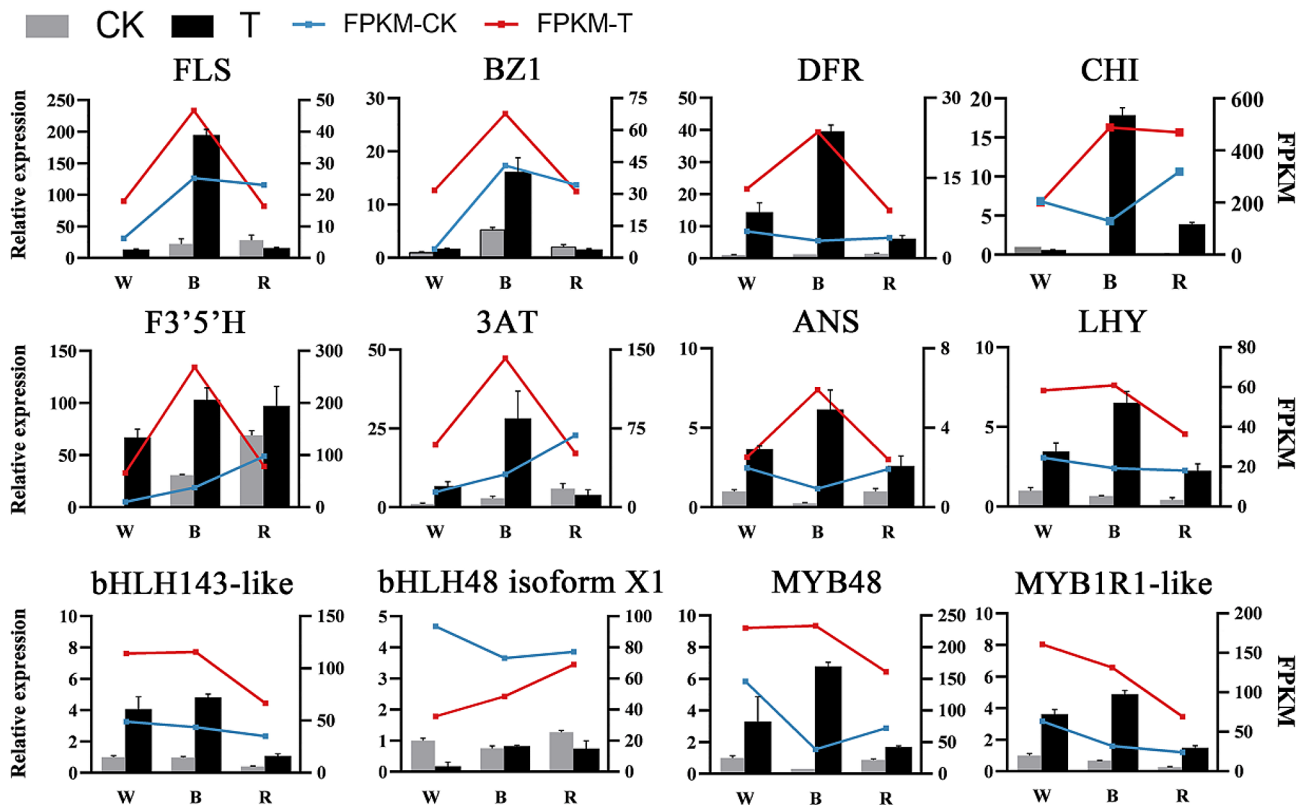 CK T FPKM-CK FPKM-T
FLS BZ1 DFR CHI
Relative expression
250 200 150 100 50 0
50 40 30 20 10 0
30 20 10 0
75 60 45 30 15 0
50 40 30 20 10 0
30 15 0
20 15 10 5 0
600 400 200 0
FPKM
W B R W B R W B R W B R
F3’5’H 3AT ANS LHY
Relative expression
150 100 50 0
300 200 100 0
50 25 0
150 75 0
10 5 0
8 4 0
10 5 0
80 60 40 20 0
FPKM
W B R W B R W B R W B R
bHLH143-like bHLH48 isoform X1 MYB48 MYB1R1-like
Relative expression
10 8 6 4 2 0
150 100 50 0
5 4 3 2 1 0
100 80 60 40 20 0
10 8 6 4 2 0
250 200 150 100 50 0
10 8 6 4 2 0
200 150 100 50 0
FPKM
W B R W B R W B R W B R